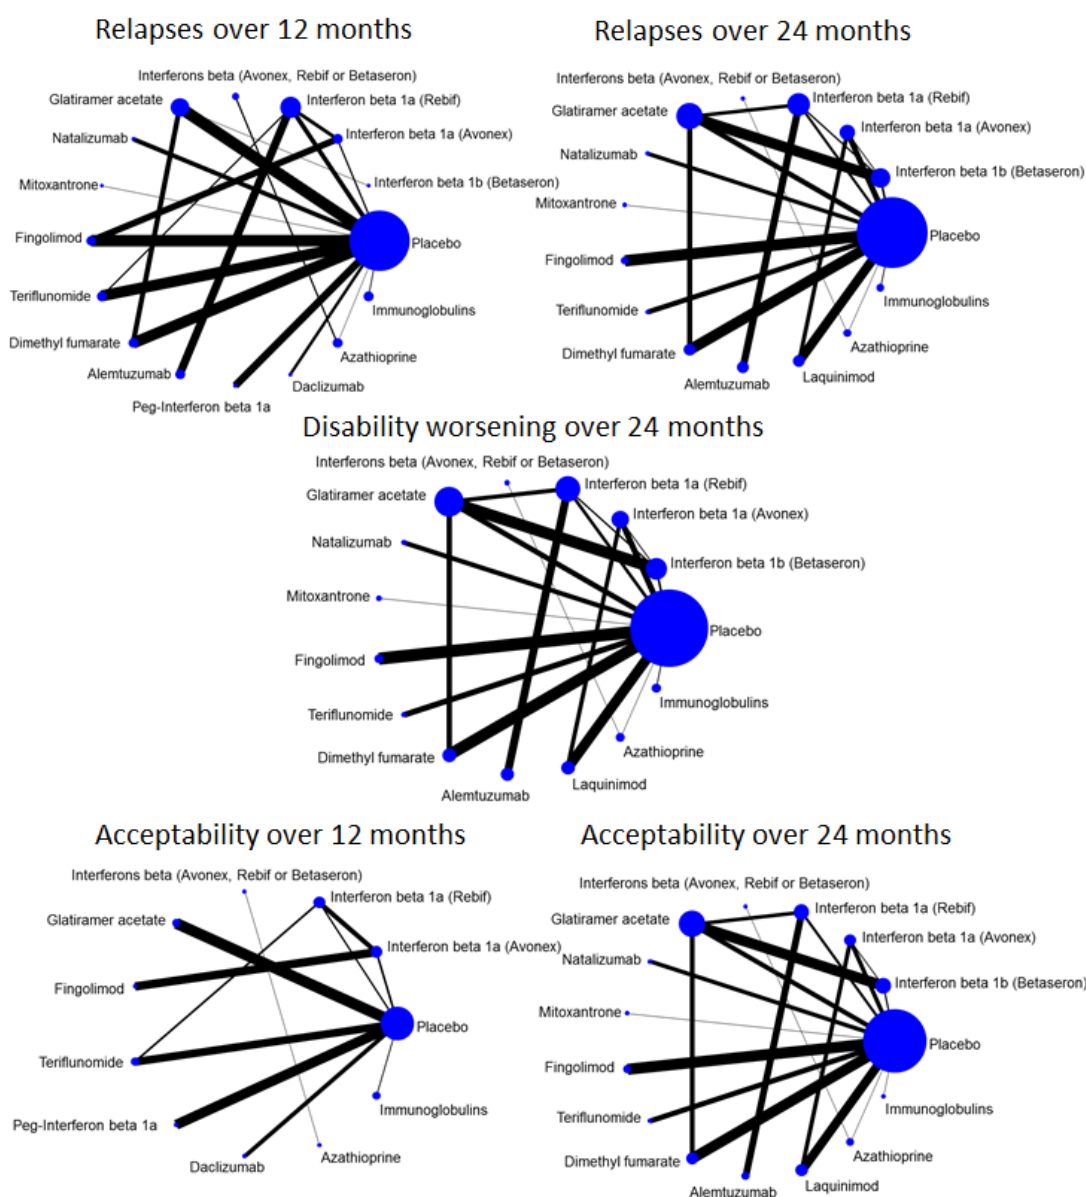 Relapses over 12 months
Interferons beta (Avonex, Rebif or Betaseron)
Glatiramer acetate
Interferon beta 1a (Rebif)
Natalizumab
Interferon beta 1a (Avonex)
Mitoxantrone
Interferon beta 1b (Betaseron)
Fingolimod
Placebo
Teriflunomide
Immunoglobulins
Dimethyl fumarate
Azathioprine
Alemtuzumab
Daclizumab
Peg-Interferon beta 1a
Relapses over 24 months
Interferons beta (Avonex, Rebif or Betaseron)
Glatiramer acetate
Interferon beta 1a (Rebif)
Interferon beta 1a (Avonex)
Natalizumab
Interferon beta 1b (Betaseron)
Mitoxantrone
Placebo
Fingolimod
Immunoglobulins
Teriflunomide
Azathioprine
Dimethyl fumarate
Laquinimod
Alemtuzumab
Disability worsening over 24 months
Interferons beta (Avonex, Rebif or Betaseron)
Glatiramer acetate
Interferon beta 1a (Rebif)
Interferon beta 1a (Avonex)
Natalizumab
Interferon beta 1b (Betaseron)
Mitoxantrone
Placebo
Fingolimod
Immunoglobulins
Teriflunomide
Azathioprine
Dimethyl fumarate
Laquinimod
Alemtuzumab
Acceptability over 12 months
Interferons beta (Avonex, Rebif or Betaseron)
Interferon beta 1a (Rebif)
Glatiramer acetate
Interferon beta 1a (Avonex)
Fingolimod
Placebo
Teriflunomide
Immunoglobulins
Peg-Interferon beta 1a
Azathioprine
Daclizumab
Acceptability over 24 months
Interferons beta (Avonex, Rebif or Betaseron)
Glatiramer acetate
Interferon beta 1a (Rebif)
Interferon beta 1a (Avonex)
Natalizumab
Interferon beta 1b (Betaseron)
Mitoxantrone
Placebo
Fingolimod
Immunoglobulins
Teriflunomide
Azathioprine
Dimethyl fumarate
Laquinimod
Alemtuzumab